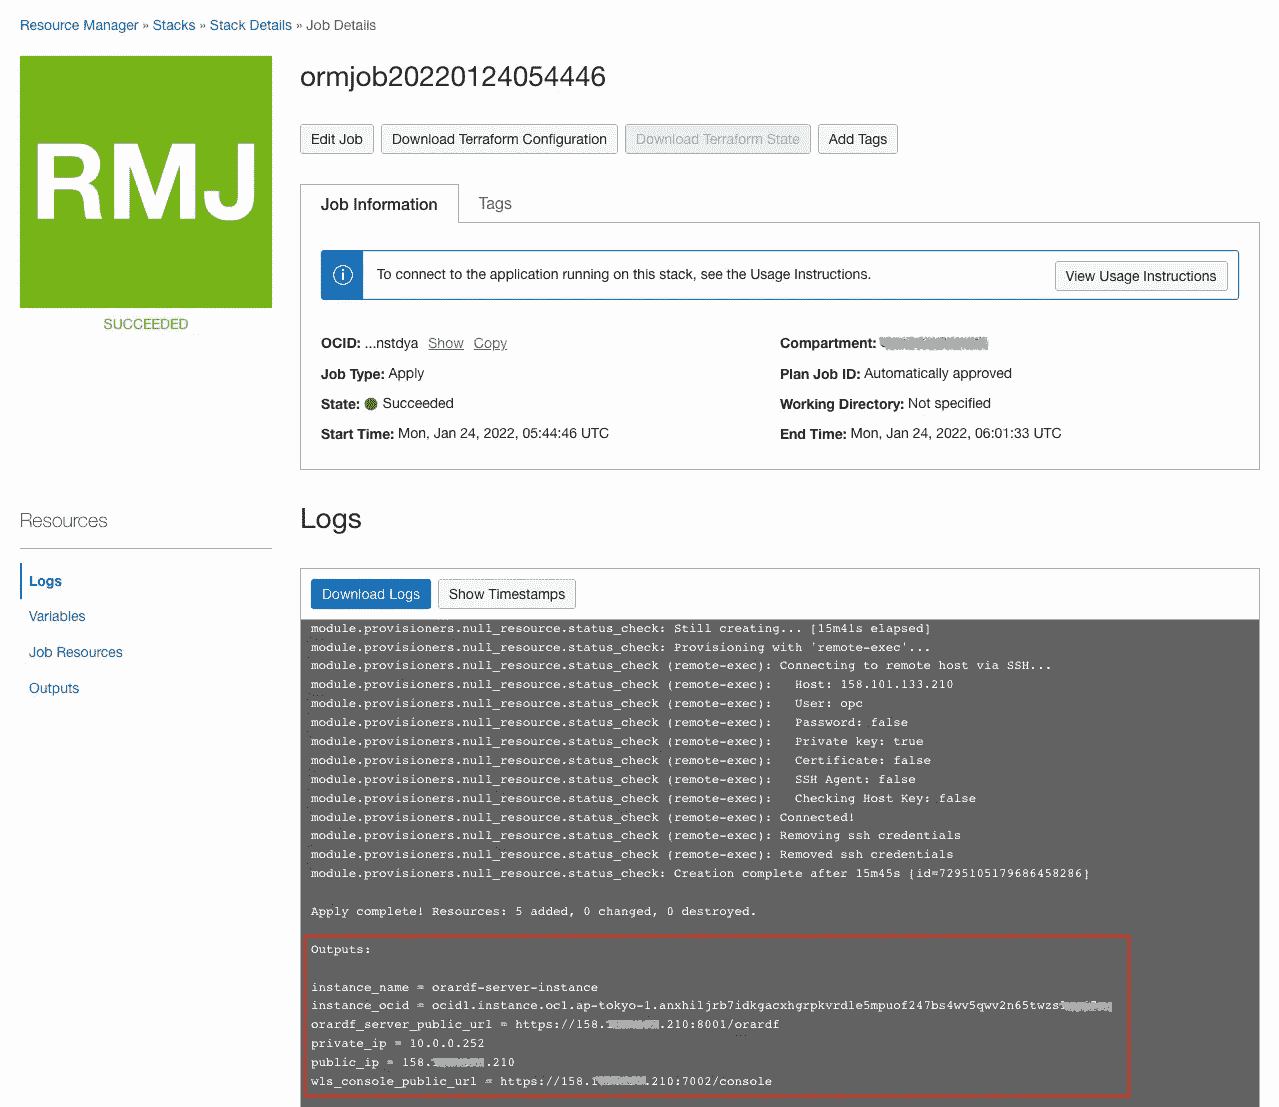 Resource Manager » Stacks » Stack Details » Job Details
RMJ
SUCCEEDED
ormjob20220124054446
Edit Job Download Terraform Configuration Download Terraform State Add Tags
Job Information Tags
To connect to the application running on this stack, see the Usage Instructions. View Usage Instructions
OCID: ...nstdya Show Copy Compartment:
Job Type: Apply Plan Job ID: Automatically approved
State: Succeeded Working Directory: Not specified
Start Time: Mon, Jan 24, 2022, 05:44:46 UTC End Time: Mon, Jan 24, 2022, 06:01:33 UTC
Resources
Logs
Variables
Job Resources
Outputs
Logs
Download Logs Show Timestamps
module.provisioners.null_resource.status_check: Still creating... [15m41s elapsed]
module.provisioners.null_resource.status_check: Provisioning with 'remote-exec'...
module.provisioners.null_resource.status_check (remote-exec): Connecting to remote host via SSH...
module.provisioners.null_resource.status_check (remote-exec): Host: 158.101.133.210
module.provisioners.null_resource.status_check (remote-exec): User: opc
module.provisioners.null_resource.status_check (remote-exec): Password: false
module.provisioners.null_resource.status_check (remote-exec): Private key: true
module.provisioners.null_resource.status_check (remote-exec): Certificate: false
module.provisioners.null_resource.status_check (remote-exec): SSH Agent: false
module.provisioners.null_resource.status_check (remote-exec): Checking Host Key: false
module.provisioners.null_resource.status_check (remote-exec): Connected!
module.provisioners.null_resource.status_check (remote-exec): Removing ssh credentials
module.provisioners.null_resource.status_check (remote-exec): Removed ssh credentials
module.provisioners.null_resource.status_check: Creation complete after 15m45s [id=7295105179686458286]
Apply complete! Resources: 5 added, 0 changed, 0 destroyed.
Outputs:
instance_name = orardf-server-instance
instance_ocid = ocid1.instance.oc1.ap-tokyo-1.anxhiljrb7idkgacxhgrpkvrdle5mpuof247bs4wv5qwv2n65twzs
orardf_server_public_url = https://158. .210:8001/orardf
private_ip = 10.0.0.252
public_ip = 158. .210
wls_console_public_url = https://158.1 .210:7002/console